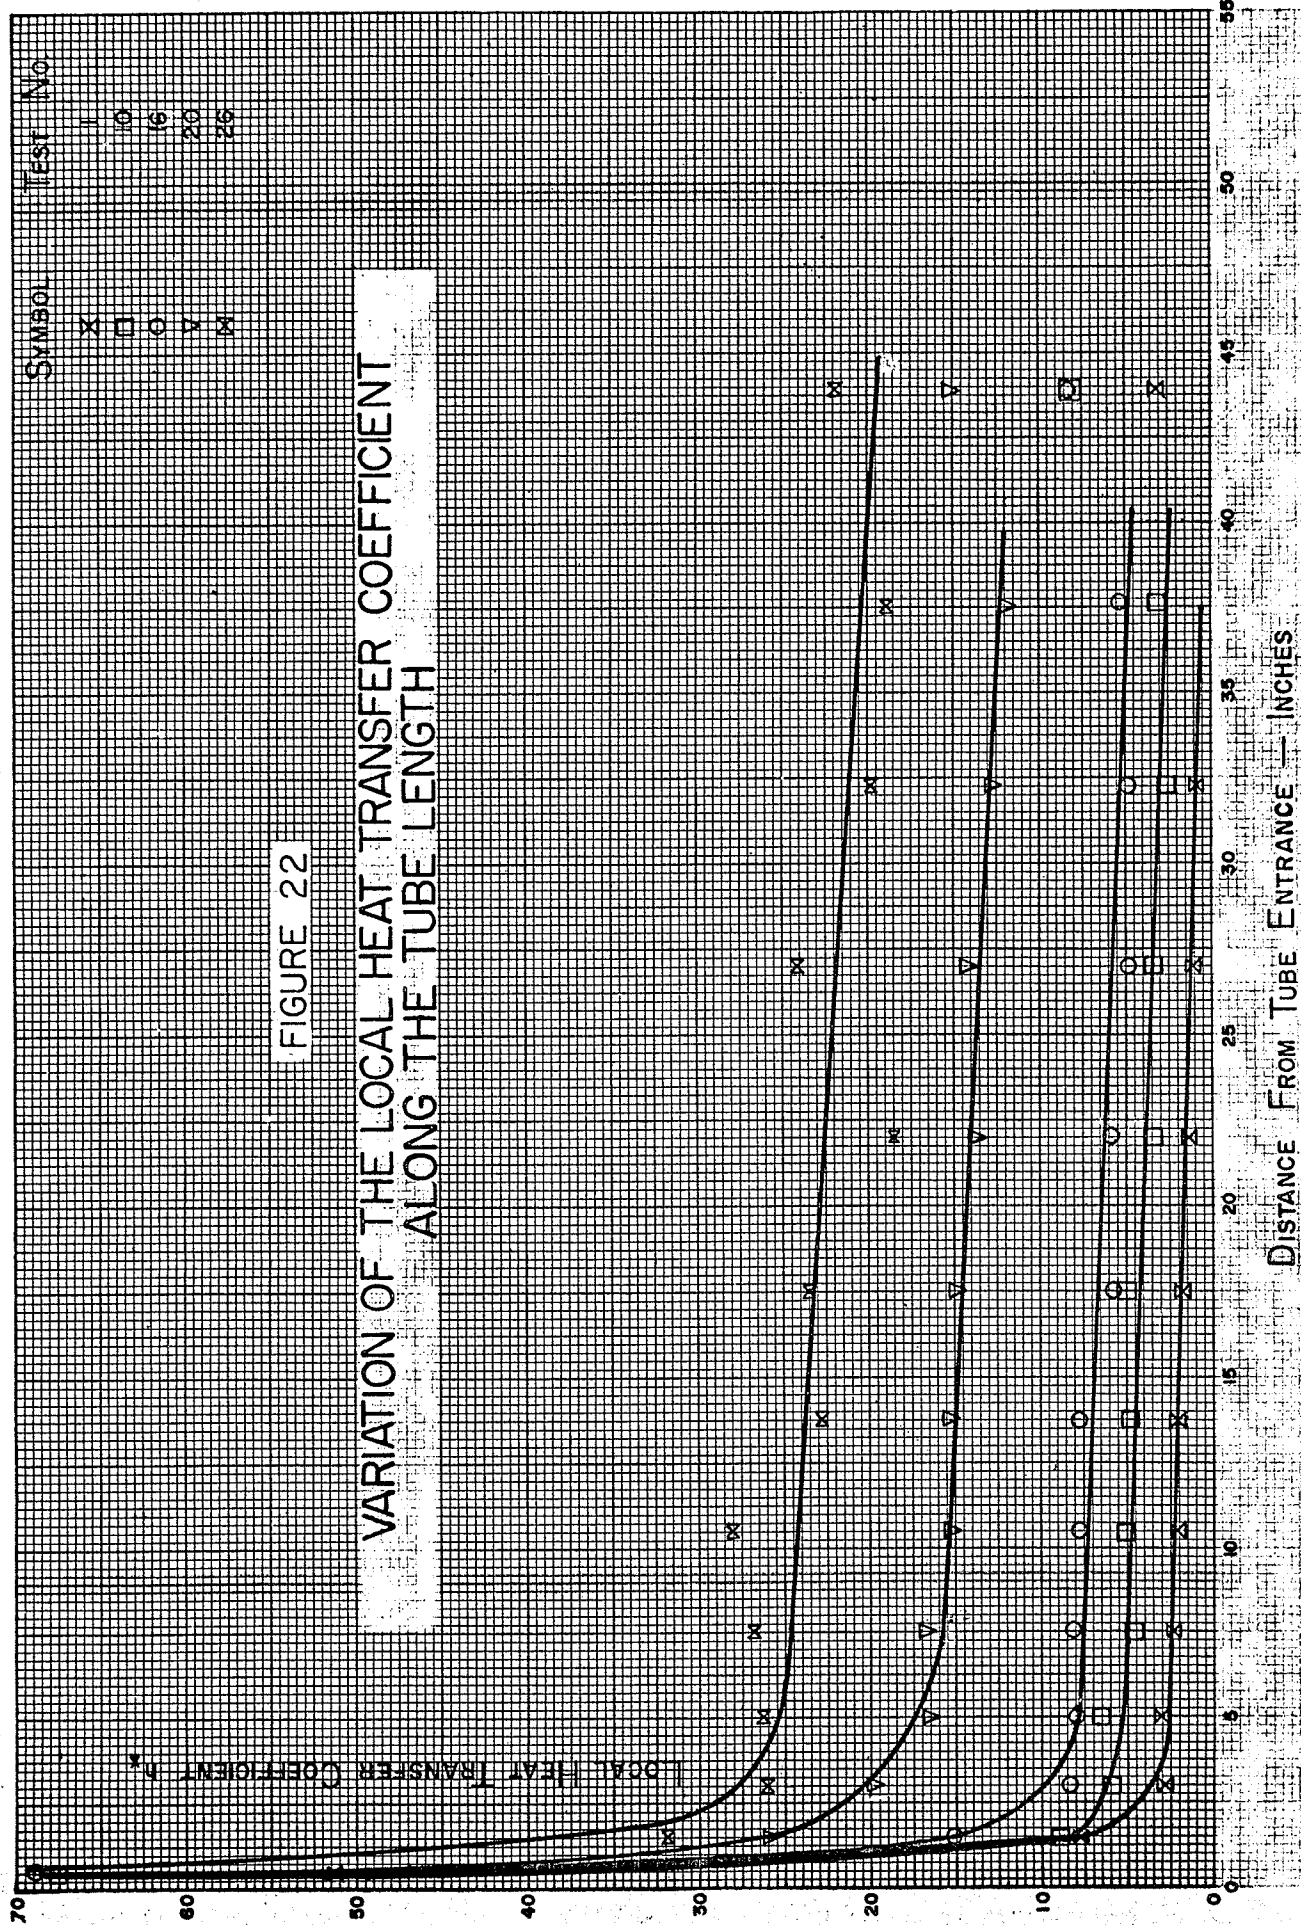 SYMBOL TEST NO.
1
10
16
20
26
FIGURE 22
VARIATION OF THE LOCAL HEAT TRANSFER COEFFICIENT
ALONG THE TUBE LENGTH
LOCAL HEAT TRANSFER COEFFICIENT hx
70
60
50
40
30
20
10
0
0 5 10 15 20 25 30 35 40 45 50 55
DISTANCE FROM TUBE ENTRANCE — INCHES